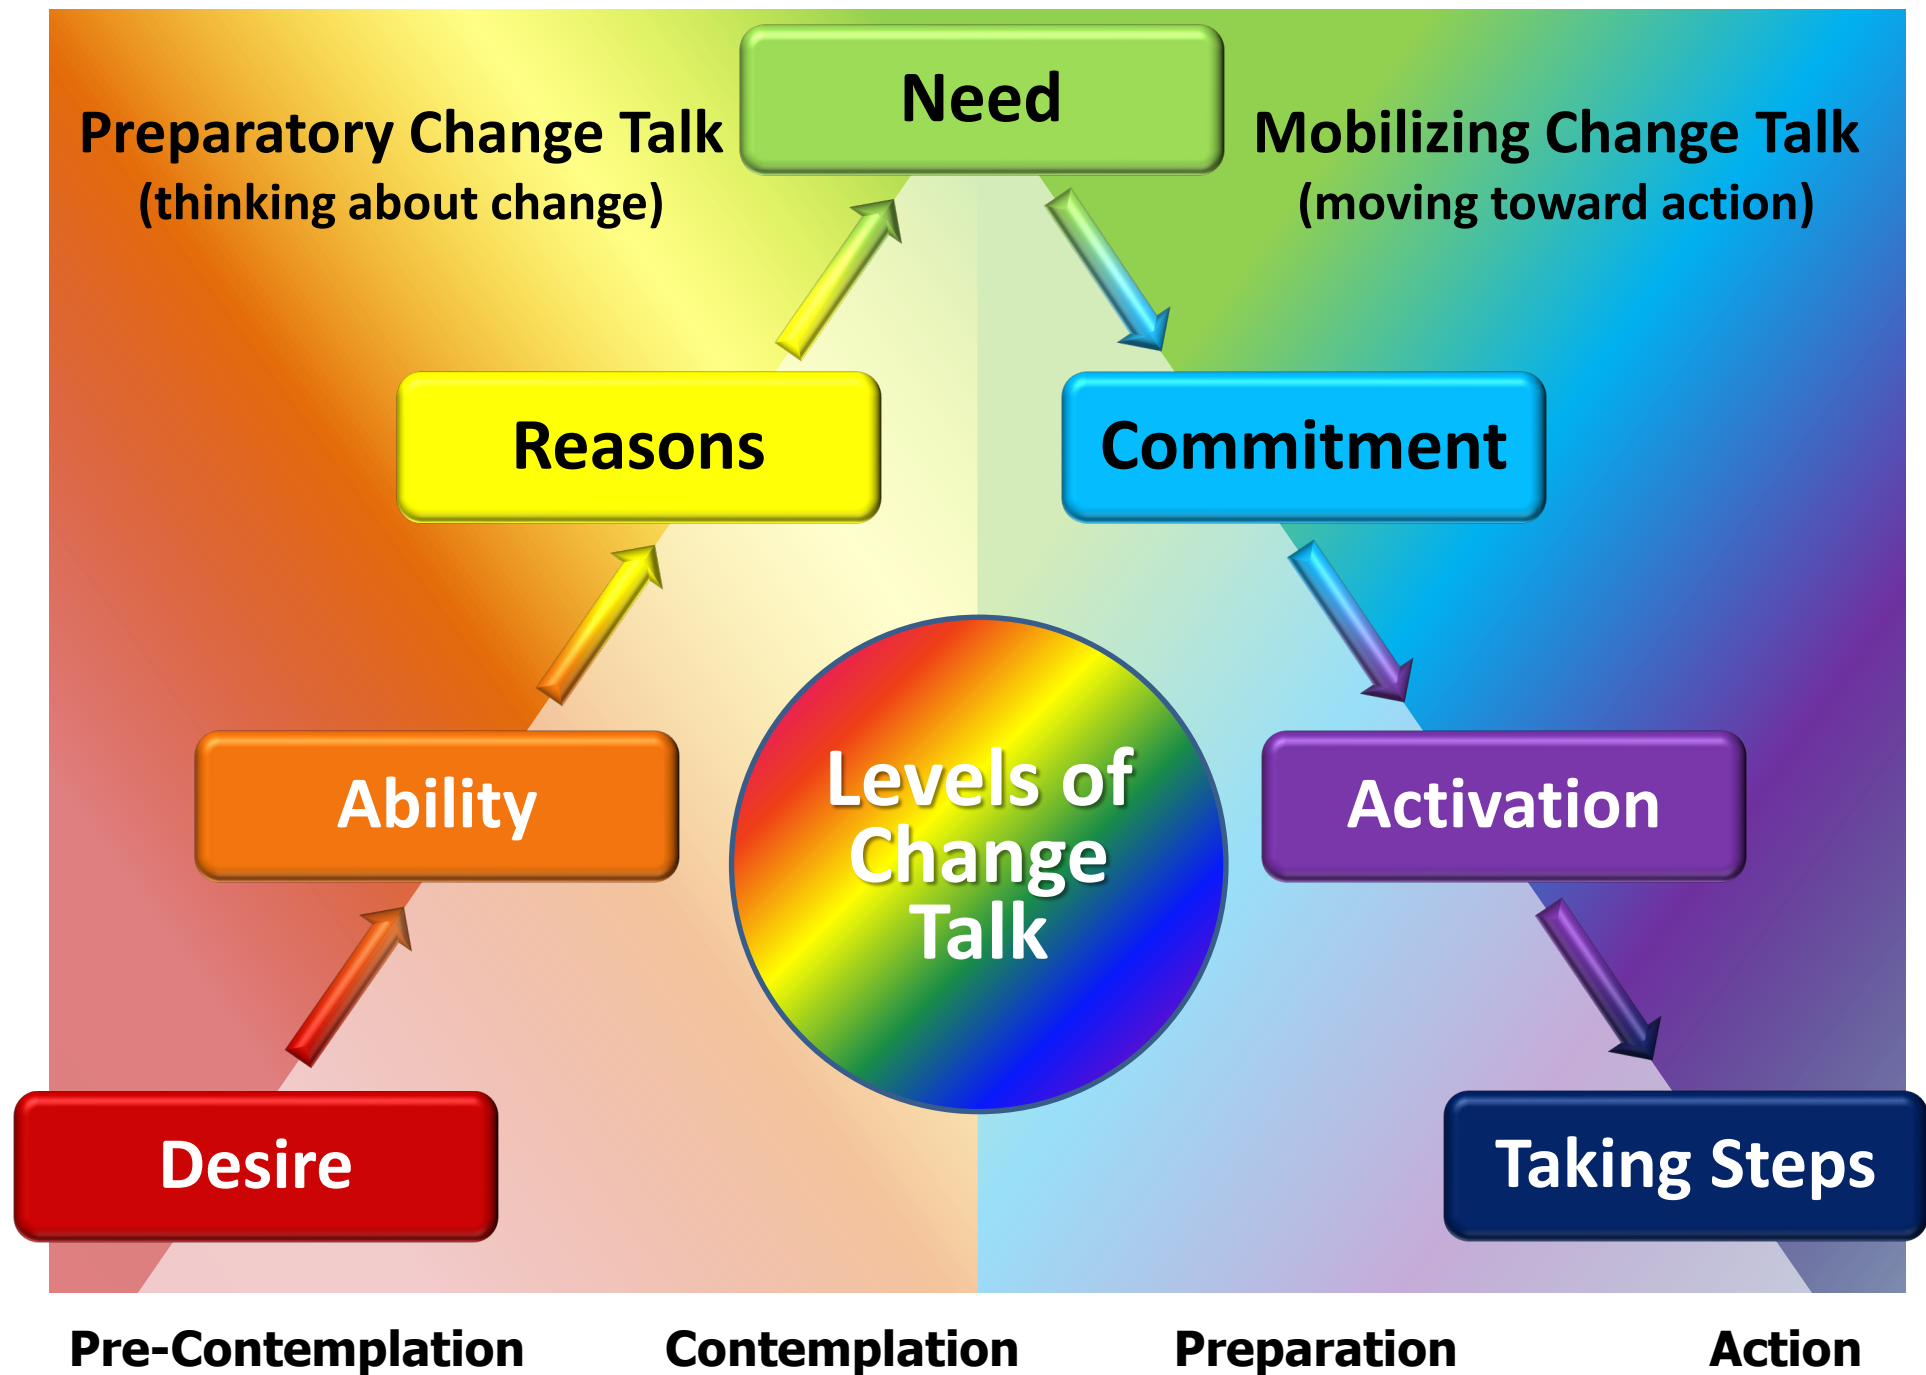 Need
Preparatory Change Talk
(thinking about change)
Mobilizing Change Talk
(moving toward action)
Reasons
Commitment
Ability
Levels of
Change
Talk
Activation
Desire
Taking Steps
Pre-Contemplation
Contemplation
Preparation
Action